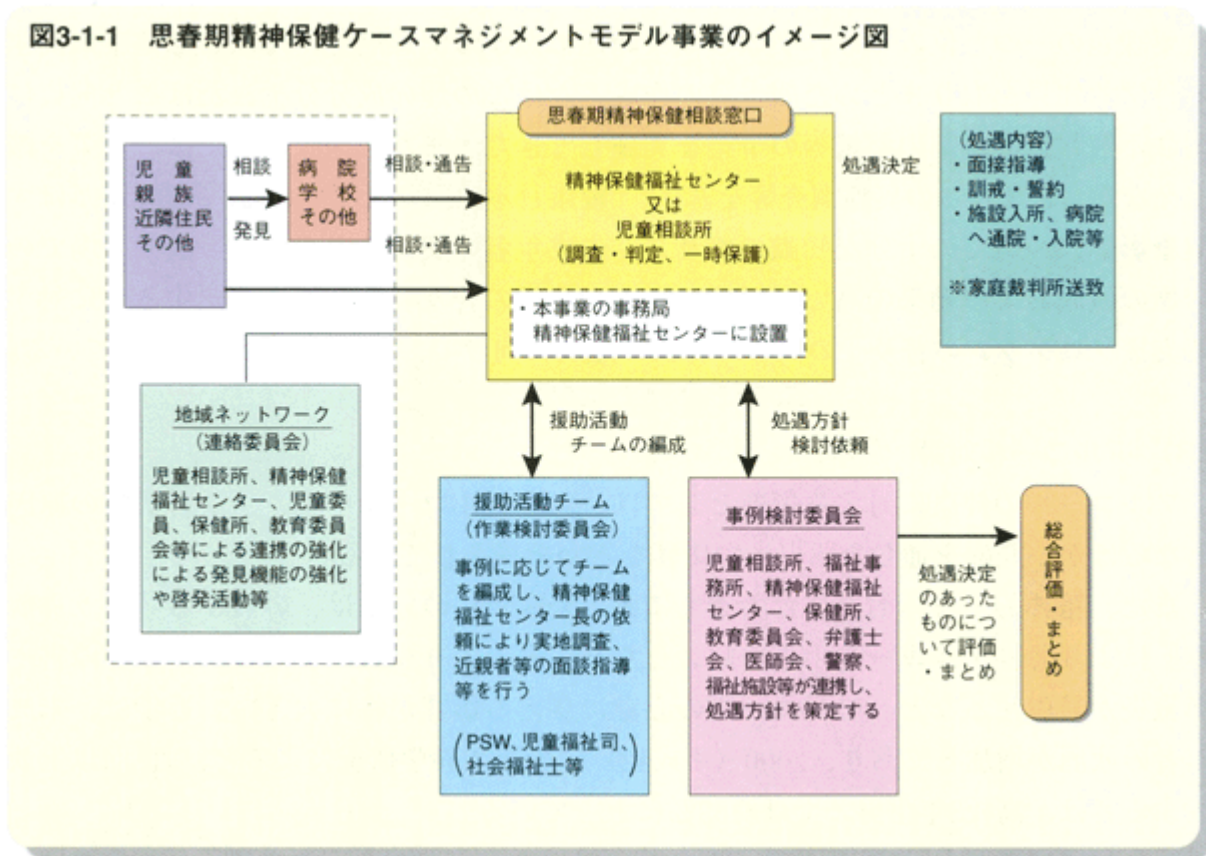 図3-1-1 思春期精神保健ケースマネジメントモデル事業のイメージ図
児 童
親 族
近隣住民
その他
相談
発見
病 院
学 校
その他
相談・通告
相談・通告
思春期精神保健相談窓口
精神保健福祉センター
又は
児童相談所
(調査・判定、一時保護)
・本事業の事務局
精神保健福祉センターに設置
処遇決定
(処遇内容)
・面接指導
・訓戒・誓約
・施設入所、病院
へ通院・入院等
※家庭裁判所送致
地域ネットワーク
(連絡委員会)
児童相談所、精神保健
福祉センター、児童委
員、保健所、教育委員
会等による連携の強化
による発見機能の強化
や啓発活動等
援助活動
チームの編成
処遇方針
検討依頼
援助活動チーム
(作業検討委員会)
事例に応じてチーム
を編成し、精神保健
福祉センター長の依
頼により実地調査、
近親者等の面談指導
等を行う
(PSW、児童福祉司、
社会福祉士等)
事例検討委員会
児童相談所、福祉事
務所、精神保健福祉
センター、保健所、
教育委員会、弁護士
会、医師会、警察、
福祉施設等が連携し、
処遇方針を策定する
処遇決定
のあった
ものにつ
いて評価
・まとめ
総合評価・まとめ